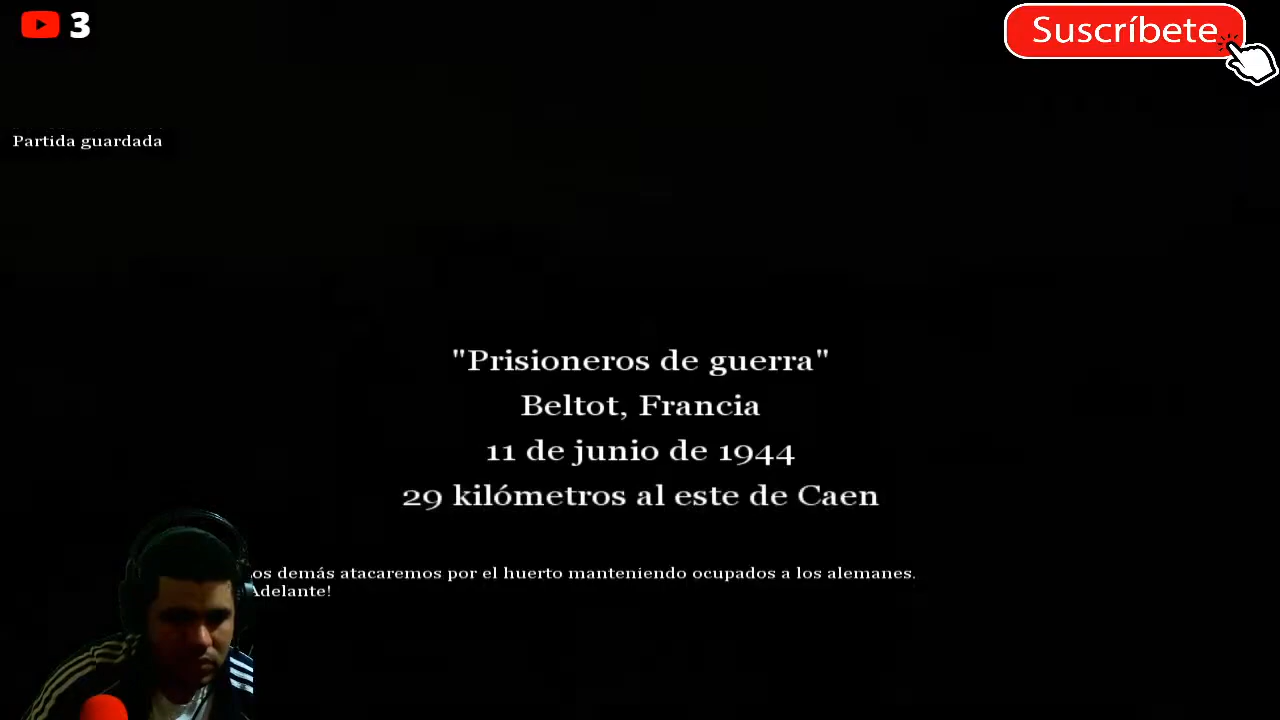 3
Suscríbete
Partida guardada
"Prisioneros de guerra"
Beltot, Francia
11 de junio de 1944
29 kilómetros al este de Caen
demás atacaremos por el huerto manteniendo ocupados a los alemanes.
Adelante!